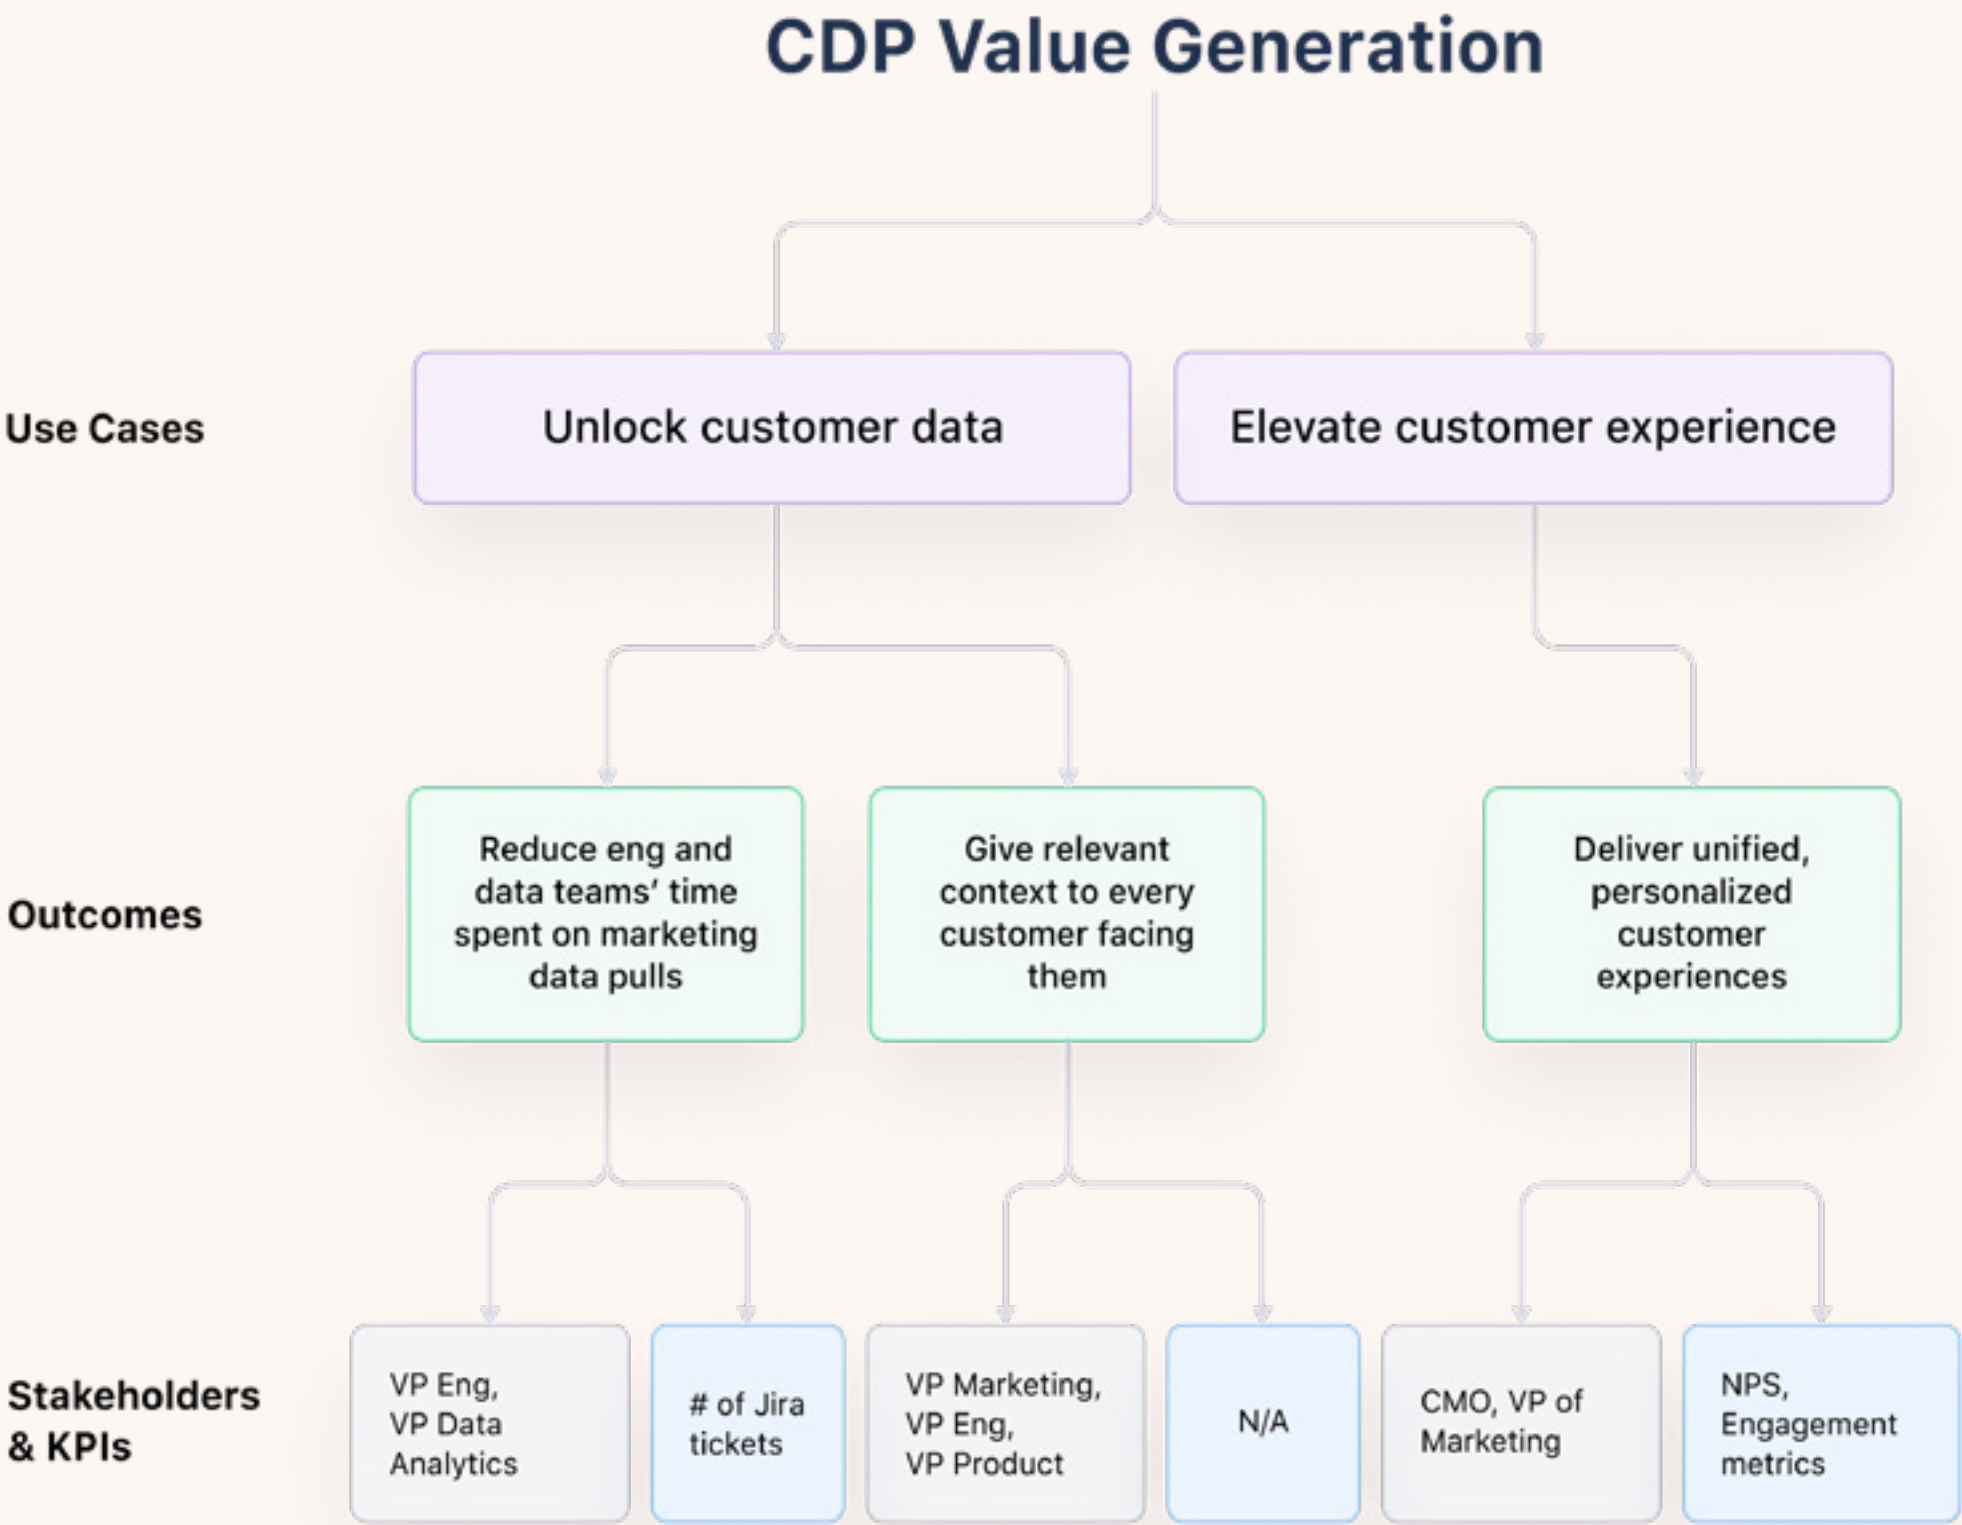 CDP Value Generation
Use Cases
Unlock customer data
Elevate customer experience
Outcomes
Reduce eng and
data teams’ time
spent on marketing
data pulls
Give relevant
context to every
customer facing
them
Deliver unified,
personalized
customer
experiences
Stakeholders
& KPIs
VP Eng,
VP Data
Analytics
# of Jira
tickets
VP Marketing,
VP Eng,
VP Product
N/A
CMO, VP of
Marketing
NPS,
Engagement
metrics